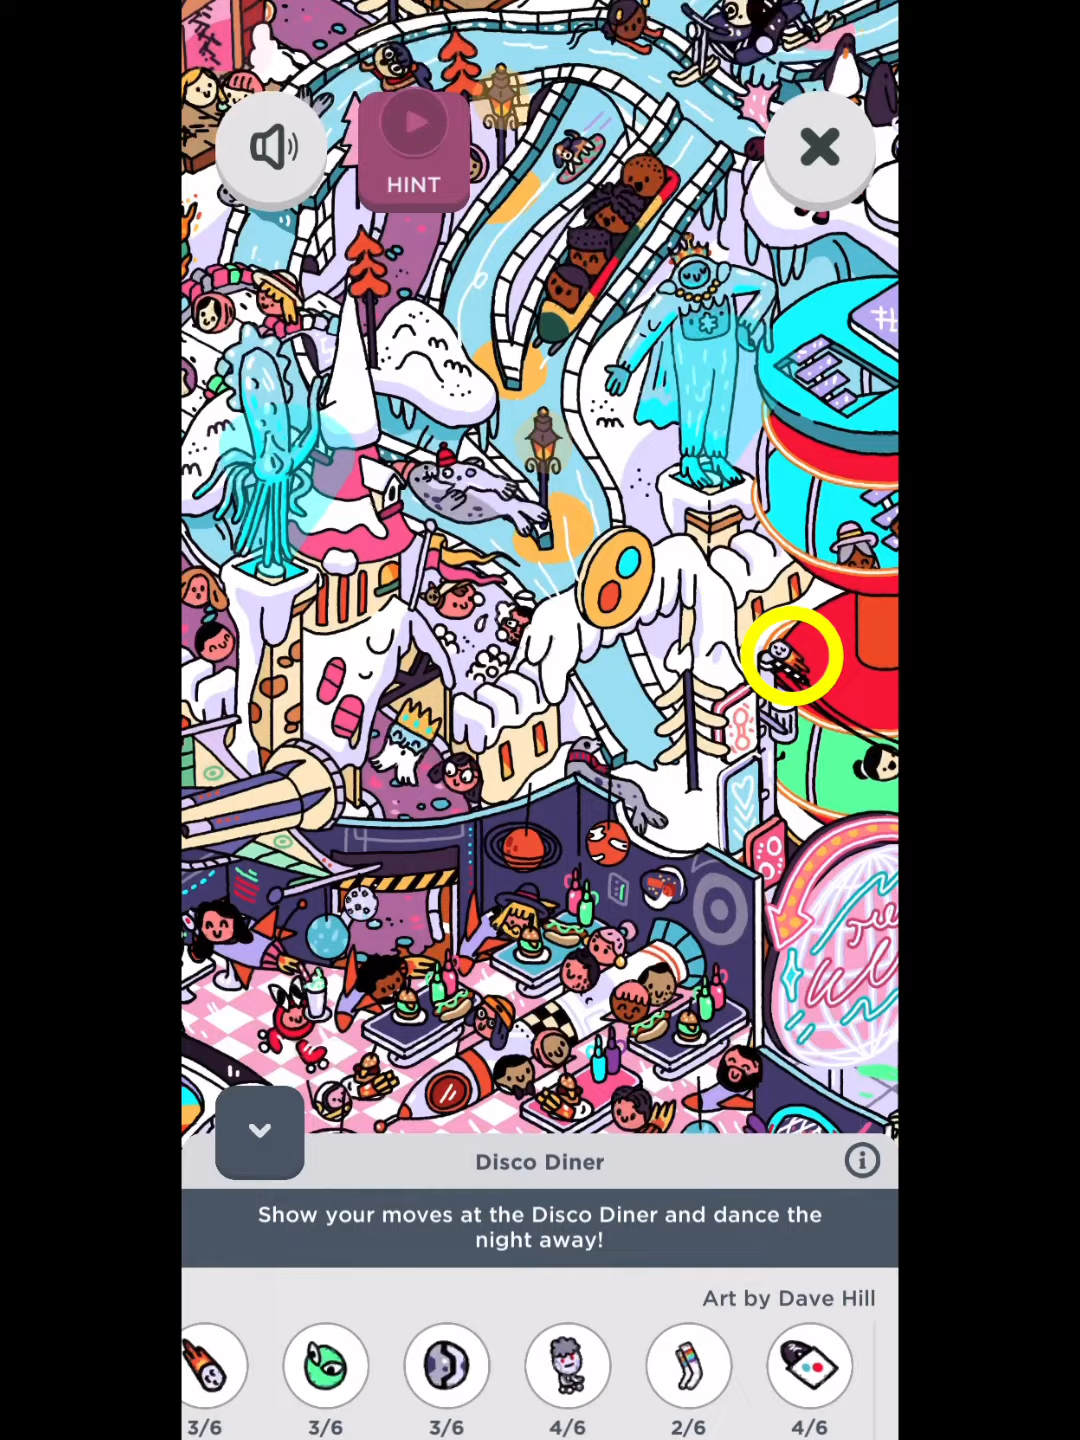 HINT
Disco Diner
Show your moves at the Disco Diner and dance the
night away!
Art by Dave Hill
3/6
3/6
3/6
4/6
2/6
4/6